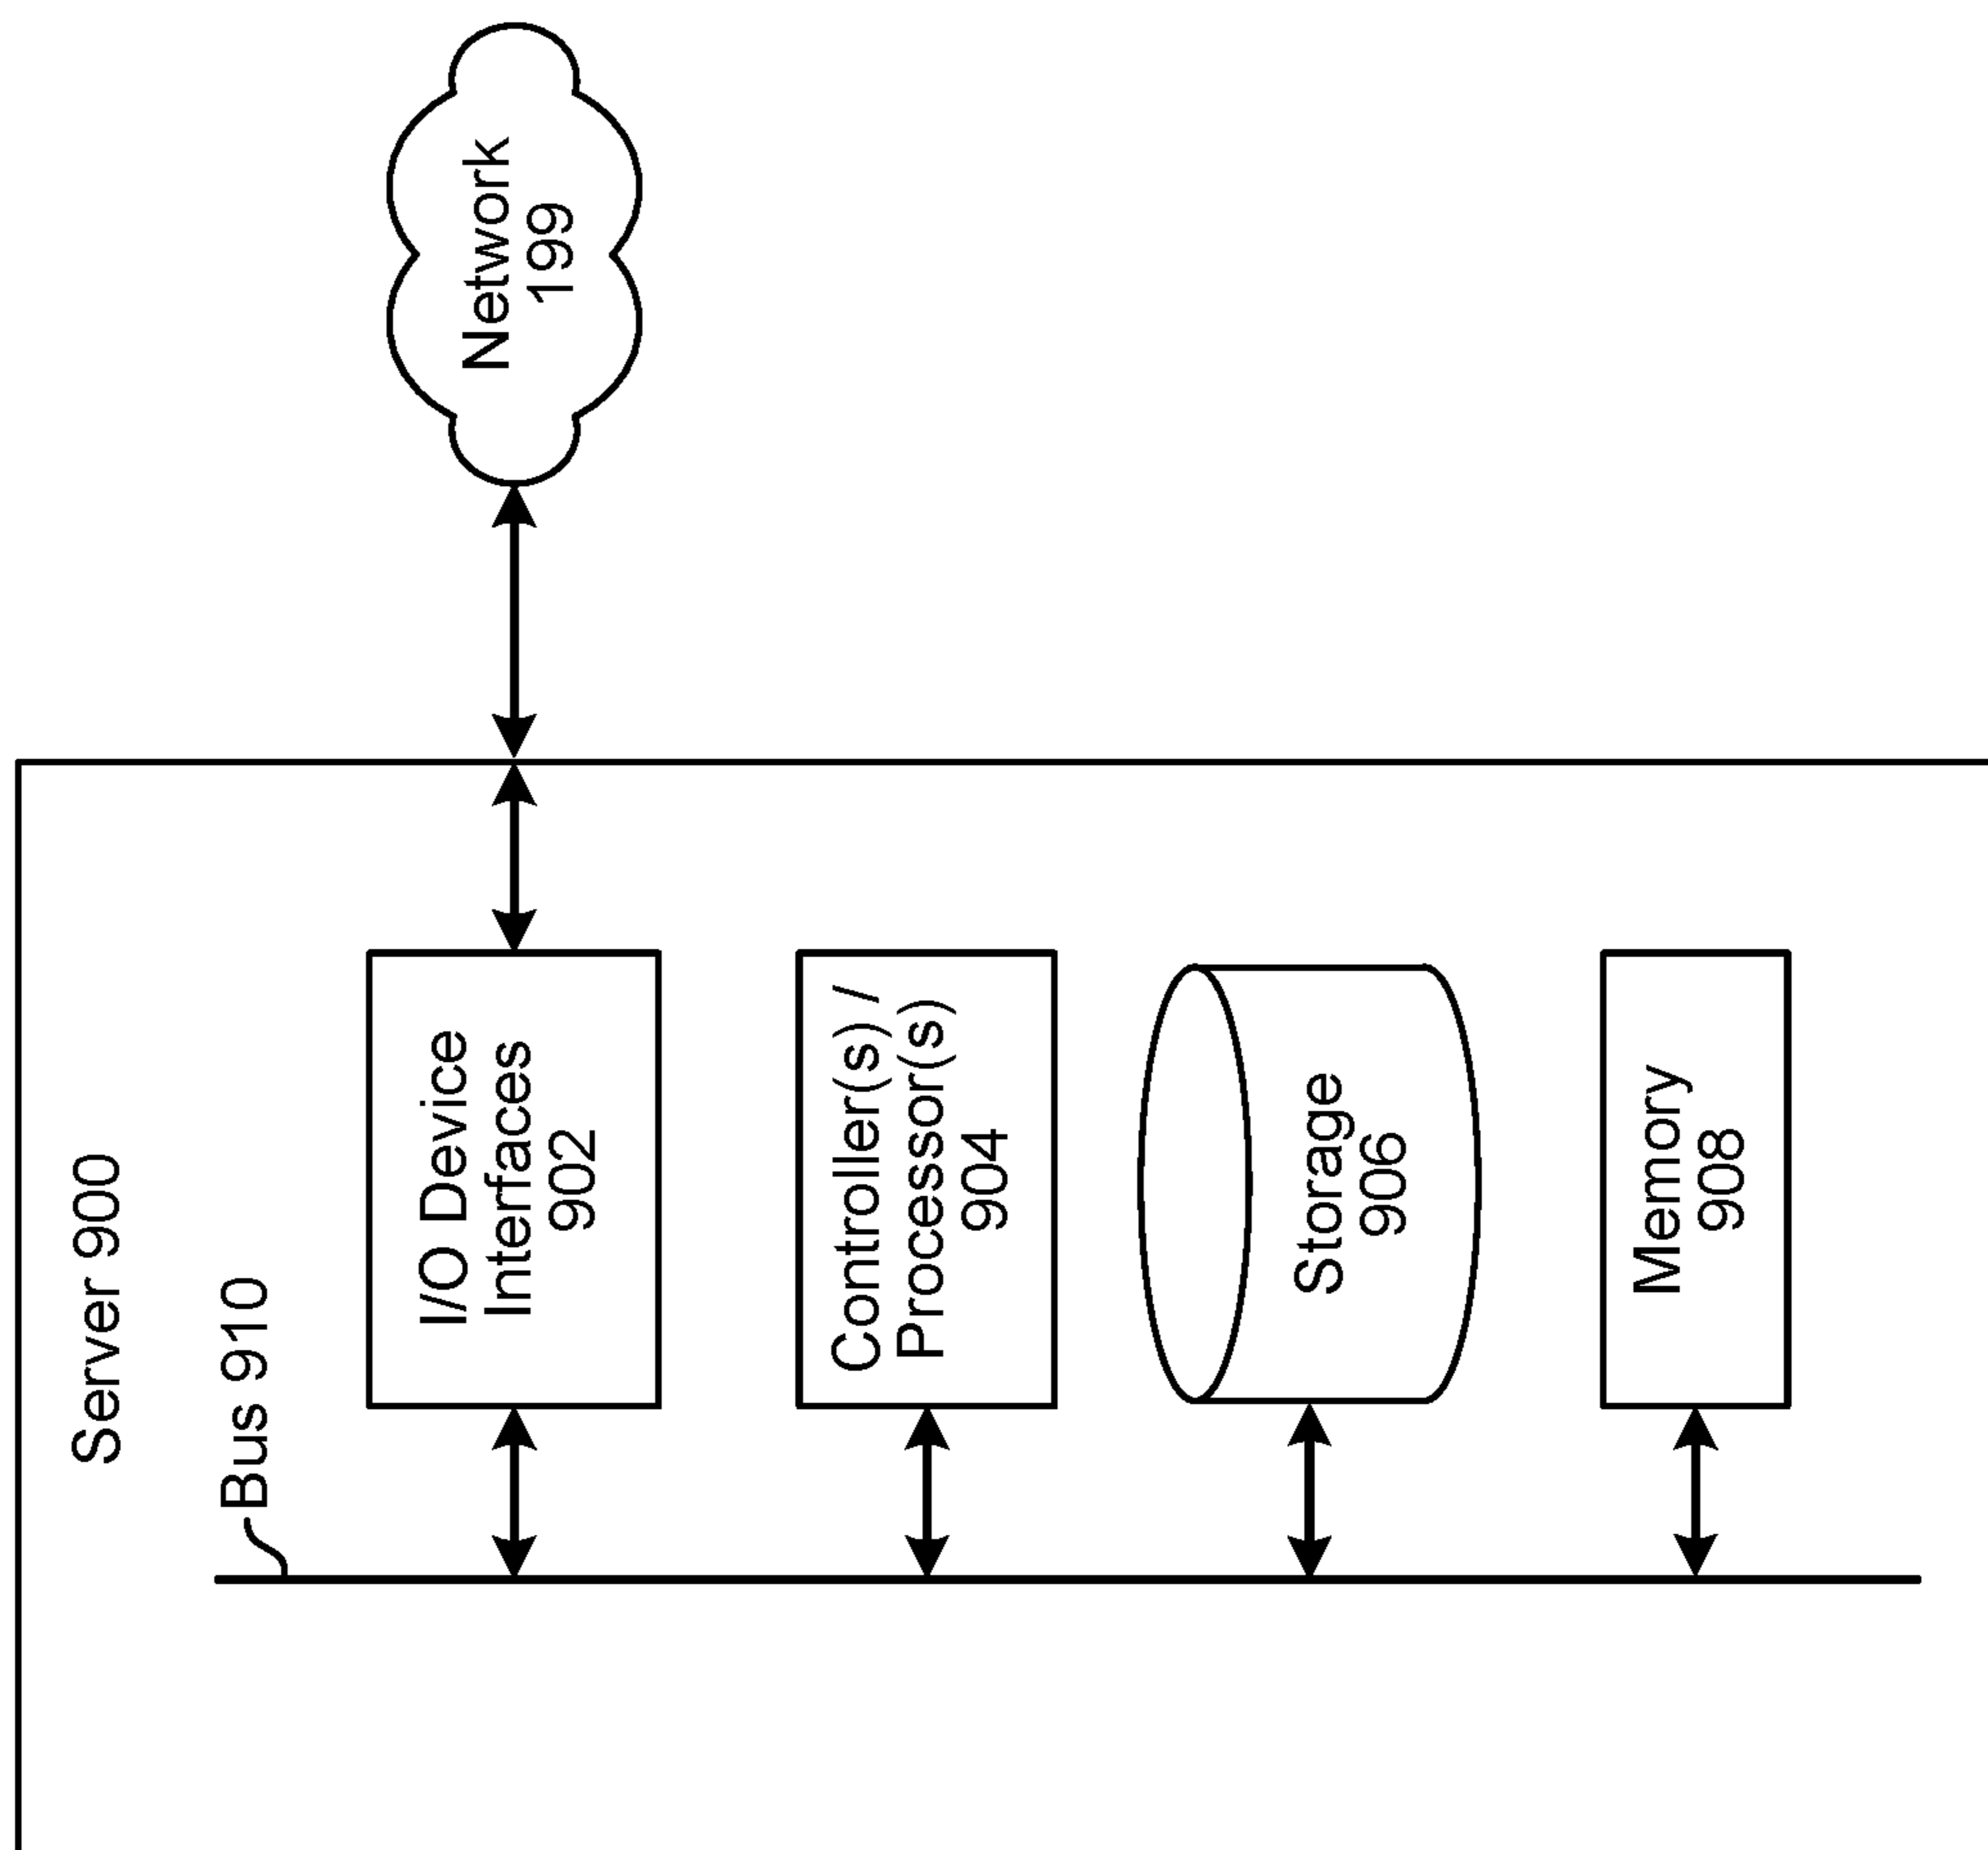 Server 900
Bus 910
I/O Device
Interfaces
902
Controller(s) /
Processor(s)
904
Storage
906
Memory
908
Network
199